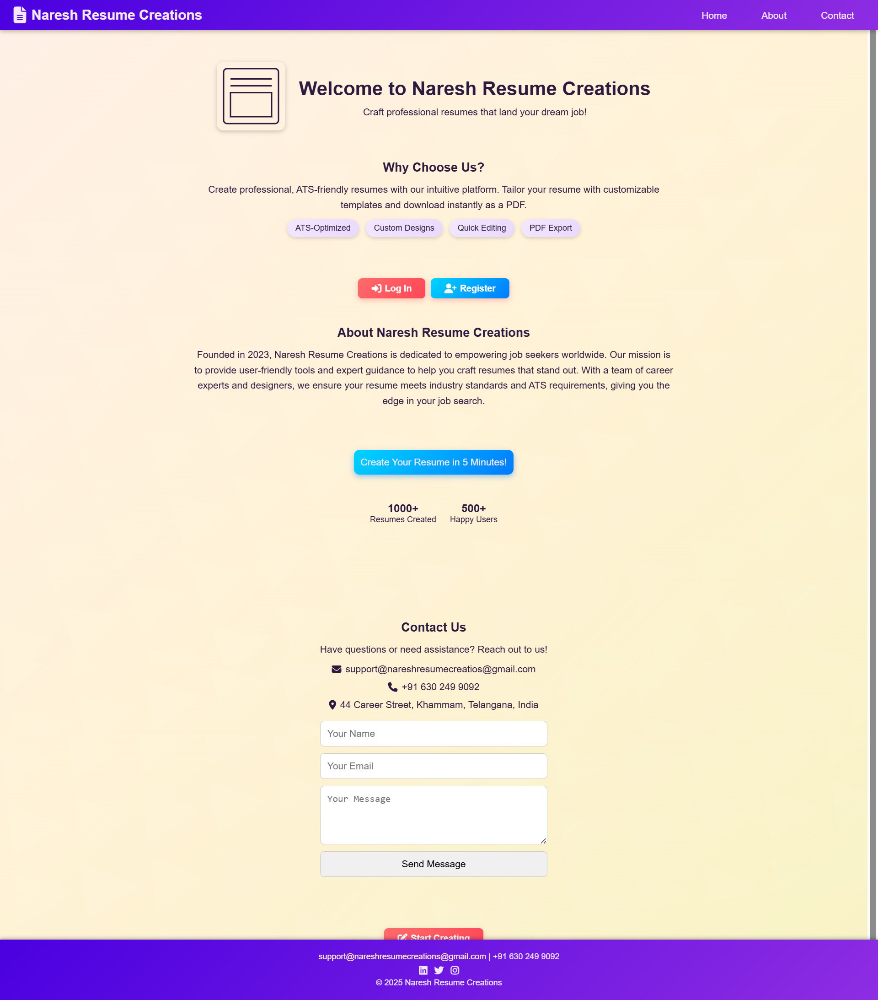 Naresh Resume Creations
Home
About
Contact
Welcome to Naresh Resume Creations
Craft professional resumes that land your dream job!
Why Choose Us?
Create professional, ATS-friendly resumes with our intuitive platform. Tailor your resume with customizable
templates and download instantly as a PDF.
ATS-Optimized
Custom Designs
Quick Editing
PDF Export
Log In
Register
About Naresh Resume Creations
Founded in 2023, Naresh Resume Creations is dedicated to empowering job seekers worldwide. Our mission is
to provide user-friendly tools and expert guidance to help you craft resumes that stand out. With a team of career
experts and designers, we ensure your resume meets industry standards and ATS requirements, giving you the
edge in your job search.
Create Your Resume in 5 Minutes!
1000+
Resumes Created
500+
Happy Users
Contact Us
Have questions or need assistance? Reach out to us!
support@nareshresumecreatios@gmail.com
+91 630 249 9092
44 Career Street, Khammam, Telangana, India
Your Name
Your Email
Your Message
Send Message
Start Creating
support@nareshresumecreations@gmail.com | +91 630 249 9092
© 2025 Naresh Resume Creations